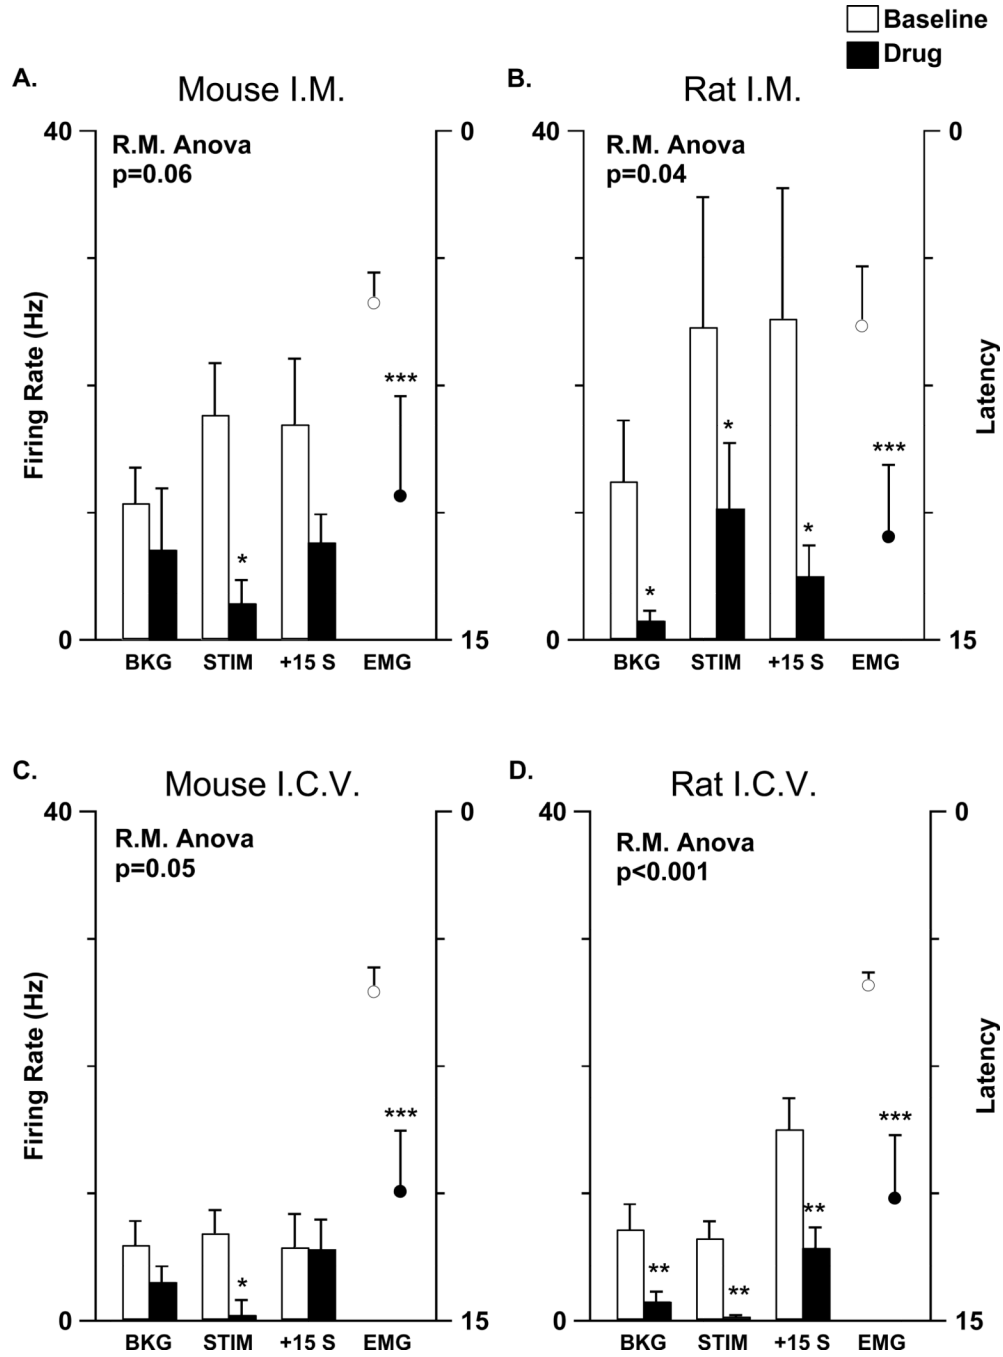 Baseline
Drug
A.
Mouse I.M.
B.
Rat I.M.
40
0
R.M. Anova
p=0.06
***
*
Firing Rate (Hz)
0
15
BKG
STIM
+15 S
EMG
40
0
R.M. Anova
p=0.04
*
*
*
***
Latency
0
15
BKG
STIM
+15 S
EMG
C.
Mouse I.C.V.
D.
Rat I.C.V.
40
0
R.M. Anova
p=0.05
***
*
Firing Rate (Hz)
0
15
BKG
STIM
+15 S
EMG
R.M. Anova
p<0.001
0
***
**
**
**
Latency
15
BKG
STIM
+15 S
EMG